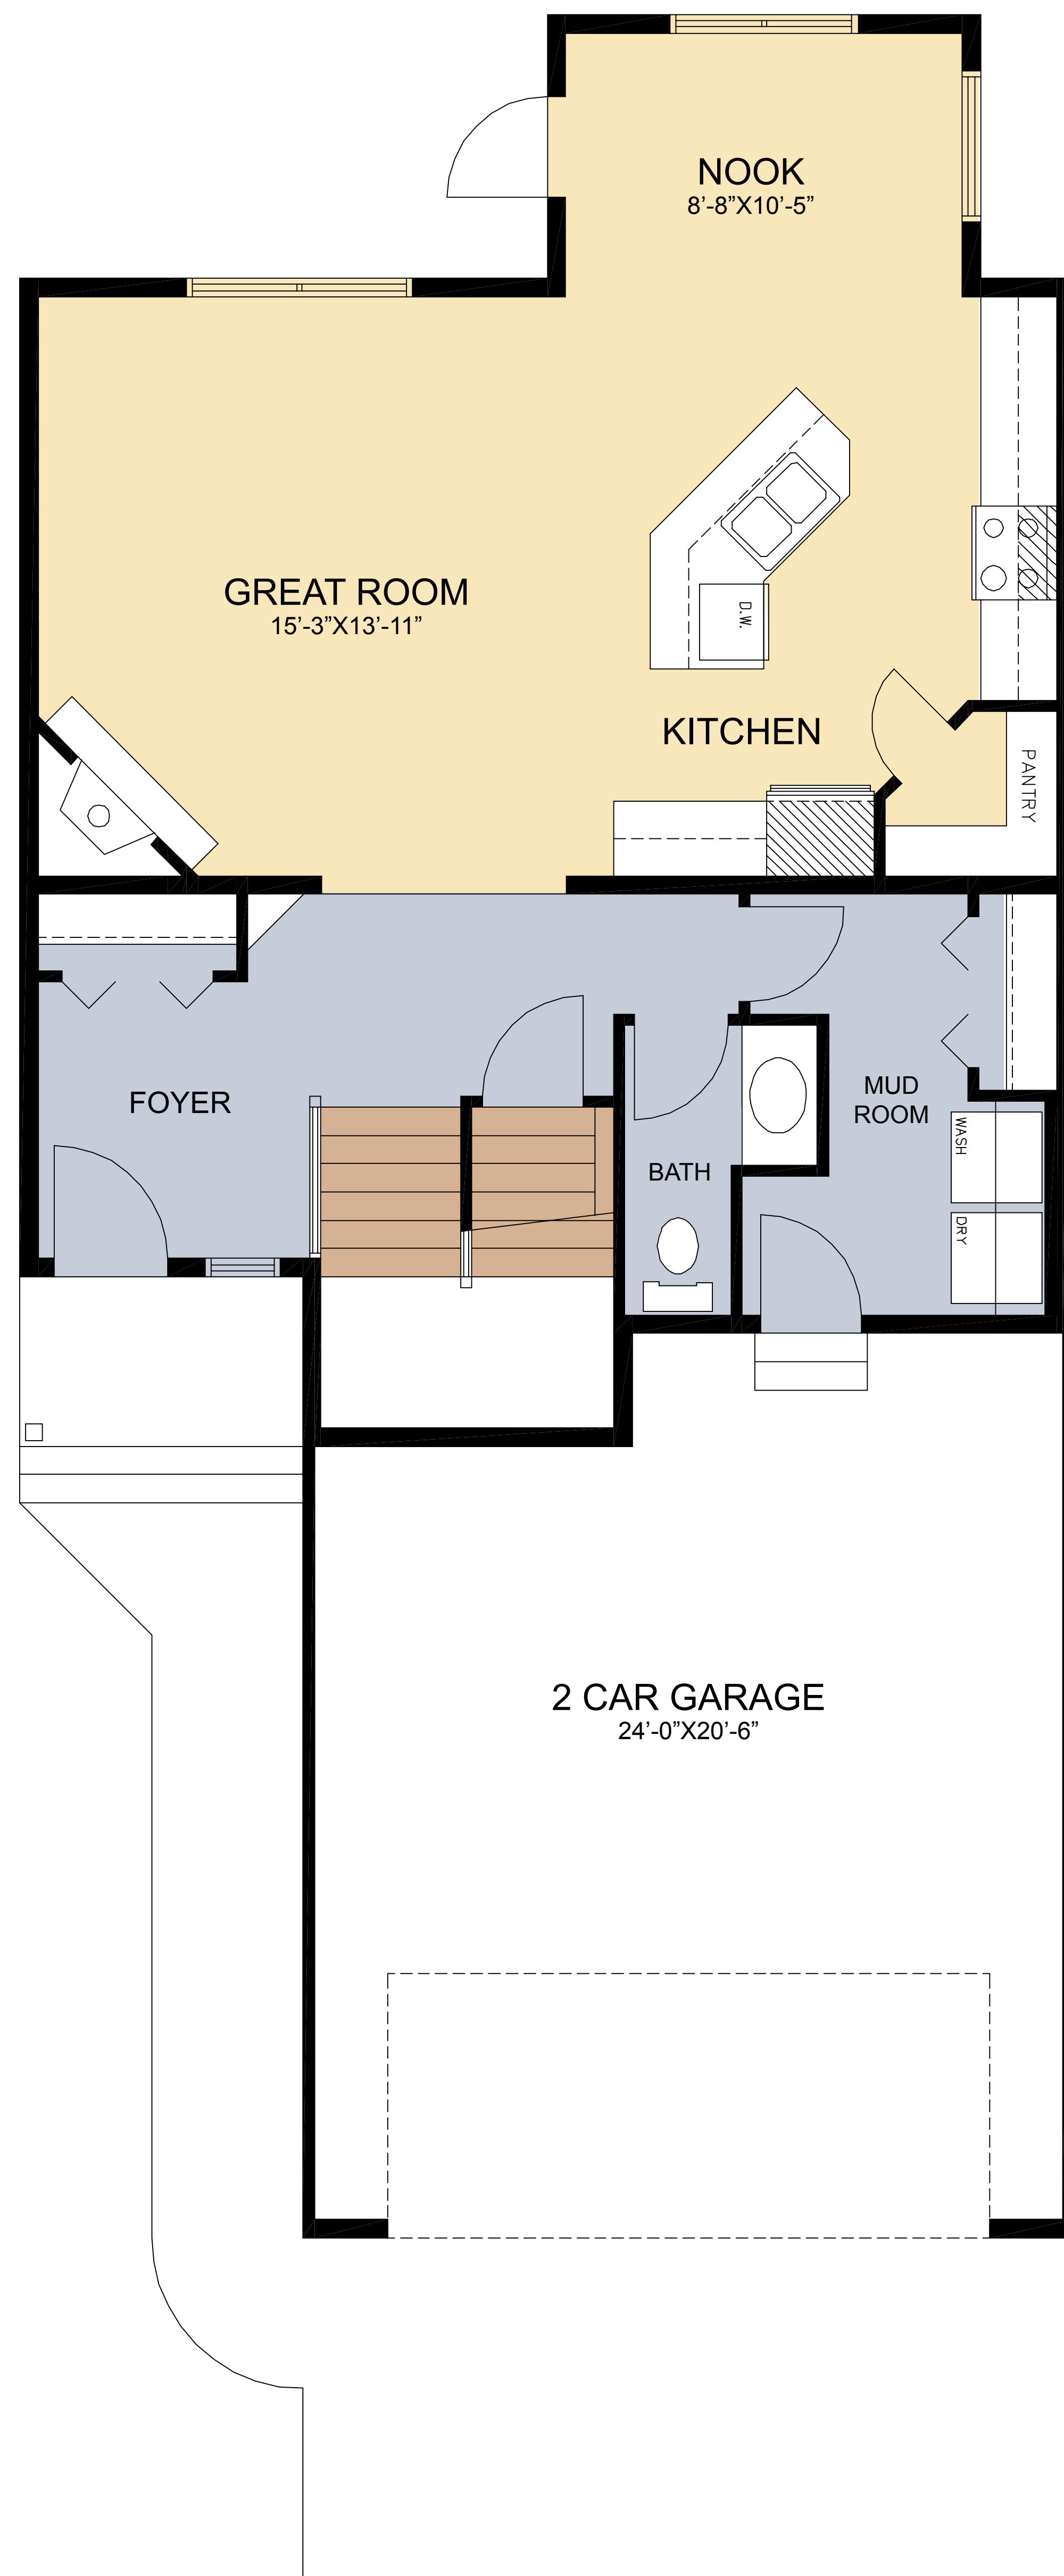 NOOK
8’-8”X10’-5”
GREAT ROOM
15’-3”X13’-11”
D.W.
KITCHEN
PANTRY
FOYER
MUD
ROOM
WASH
BATH
DRY
2 CAR GARAGE
24’-0”X20’-6”